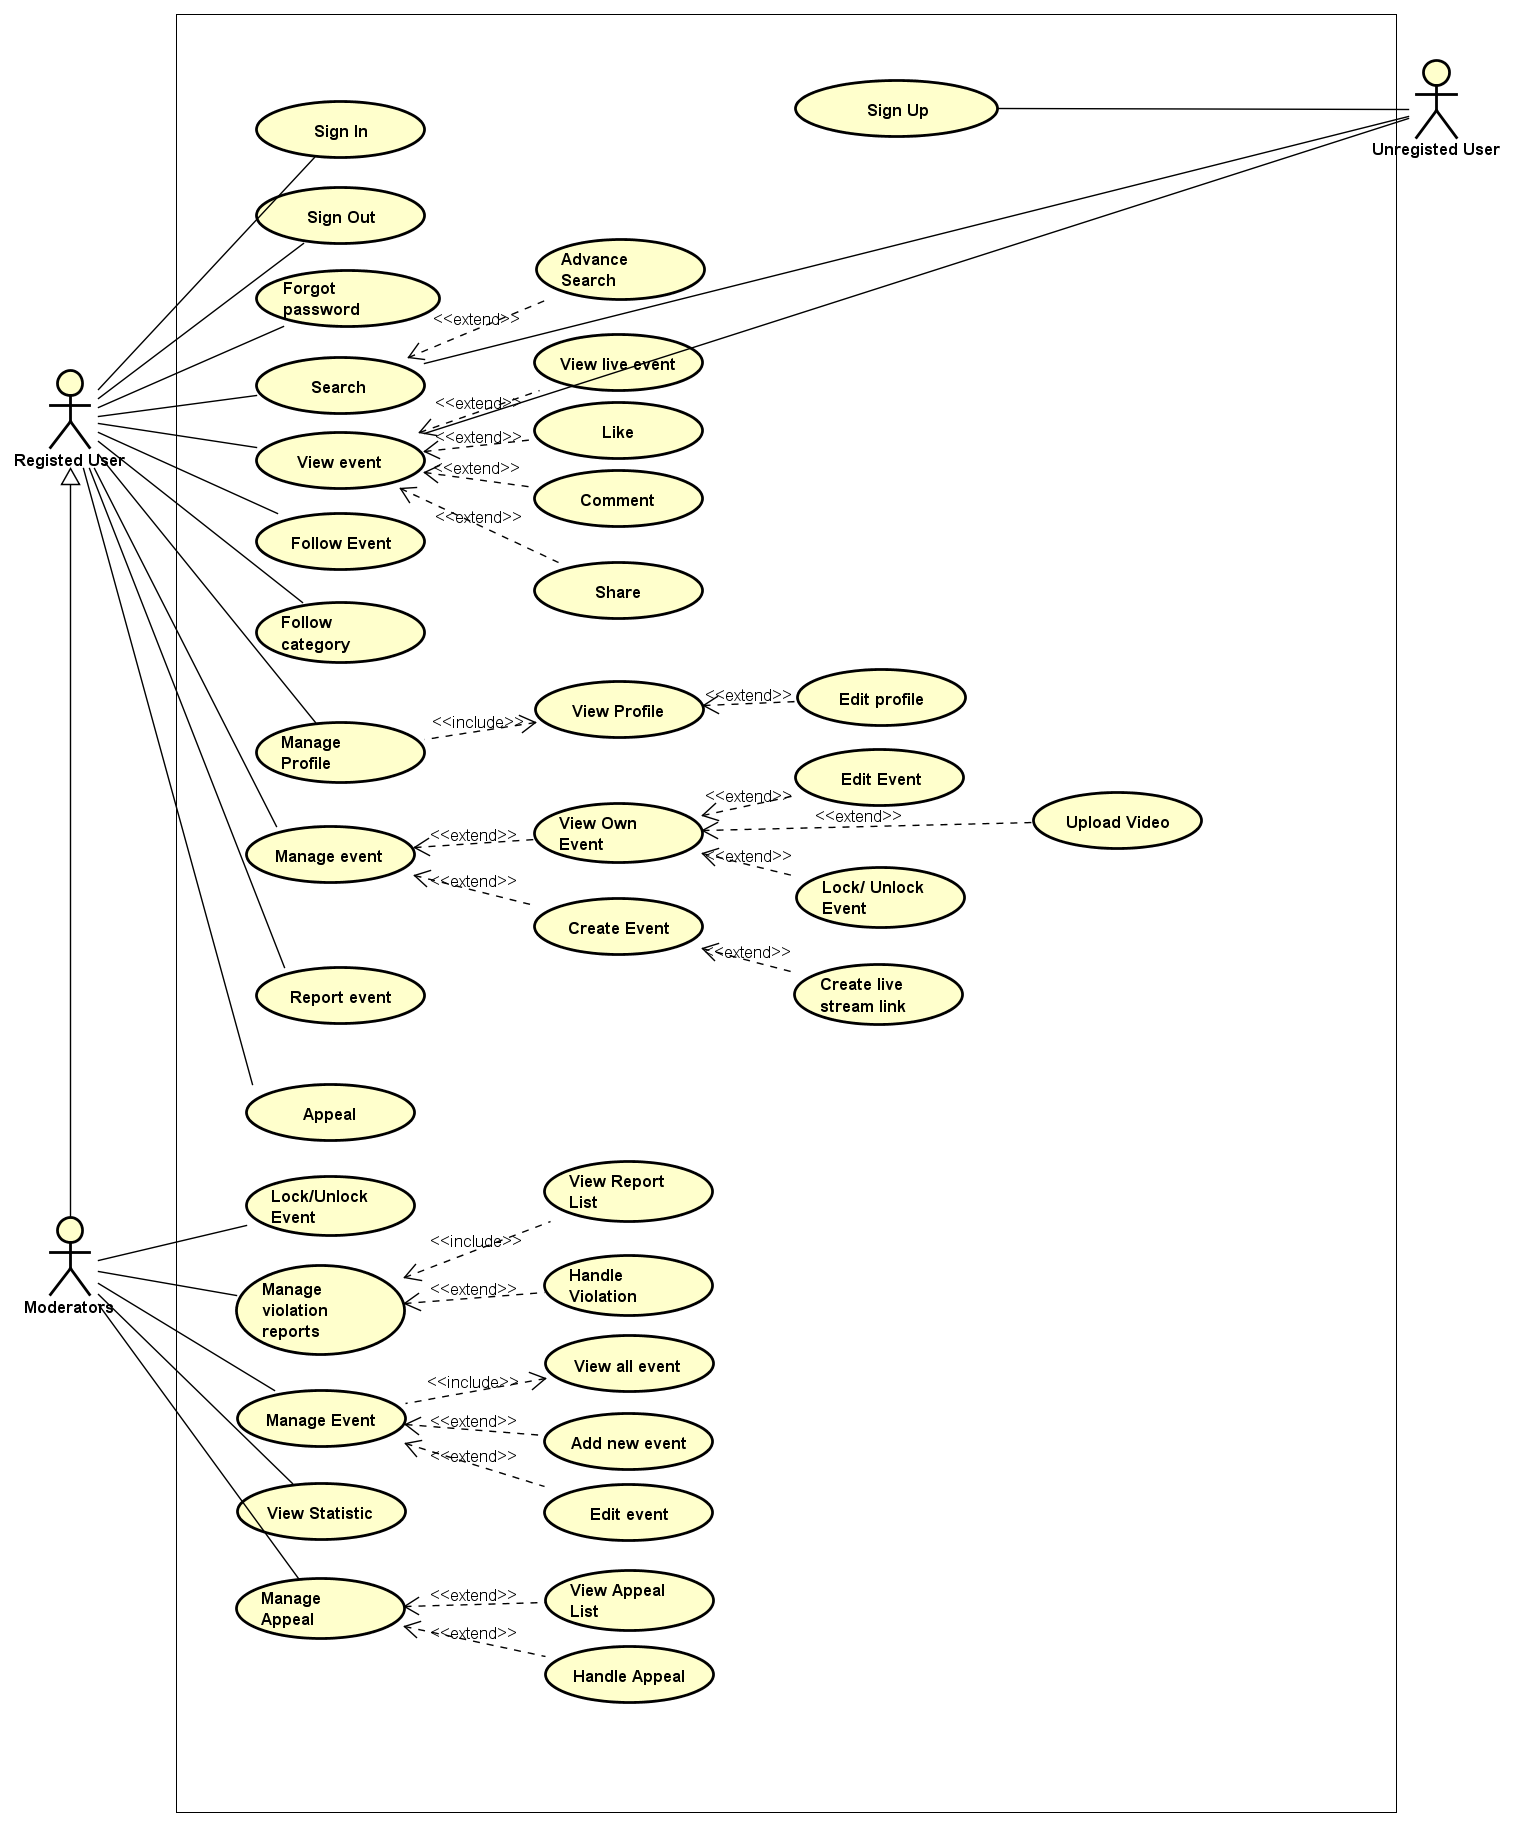 Sign Up
Unregisted User
Sign In
Sign Out
Advance
Search
Forgot
password
<<extend>>
Search
View live event
<<extend>>
Like
<<extend>>
Registed User
View event
<<extend>>
Comment
<<extend>>
Follow Event
Share
Follow
category
View Profile
<<extend>>
Edit profile
<<include>>
Manage
Profile
Edit Event
<<extend>>
<<extend>>
Upload Video
View Own
Event
<<extend>>
Manage event
<<extend>>
<<extend>>
Lock/ Unlock
Event
Create Event
<<extend>>
Create live
stream link
Report event
Appeal
View Report
List
Lock/Unlock
Event
<<include>>
Moderators
Manage
violation
reports
<<extend>>
Handle
Violation
View all event
<<include>>
Manage Event
<<extend>>
Add new event
<<extend>>
View Statistic
Edit event
Manage
Appeal
<<extend>>
View Appeal
List
<<extend>>
Handle Appeal